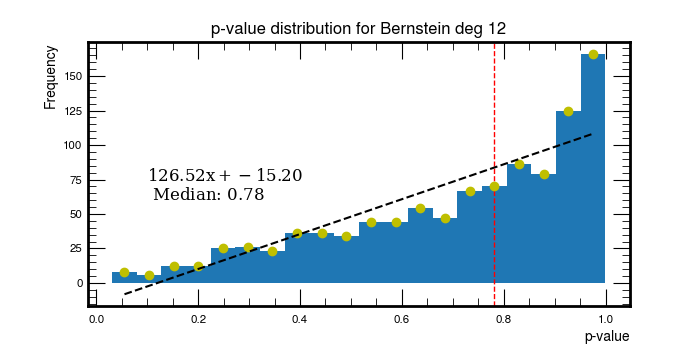 p-value distribution for Bernstein deg 12
Frequency
150
125
100
75
50
25
0
126.52x + −15.20
Median: 0.78
0.0 0.2 0.4 0.6 0.8 1.0
p-value